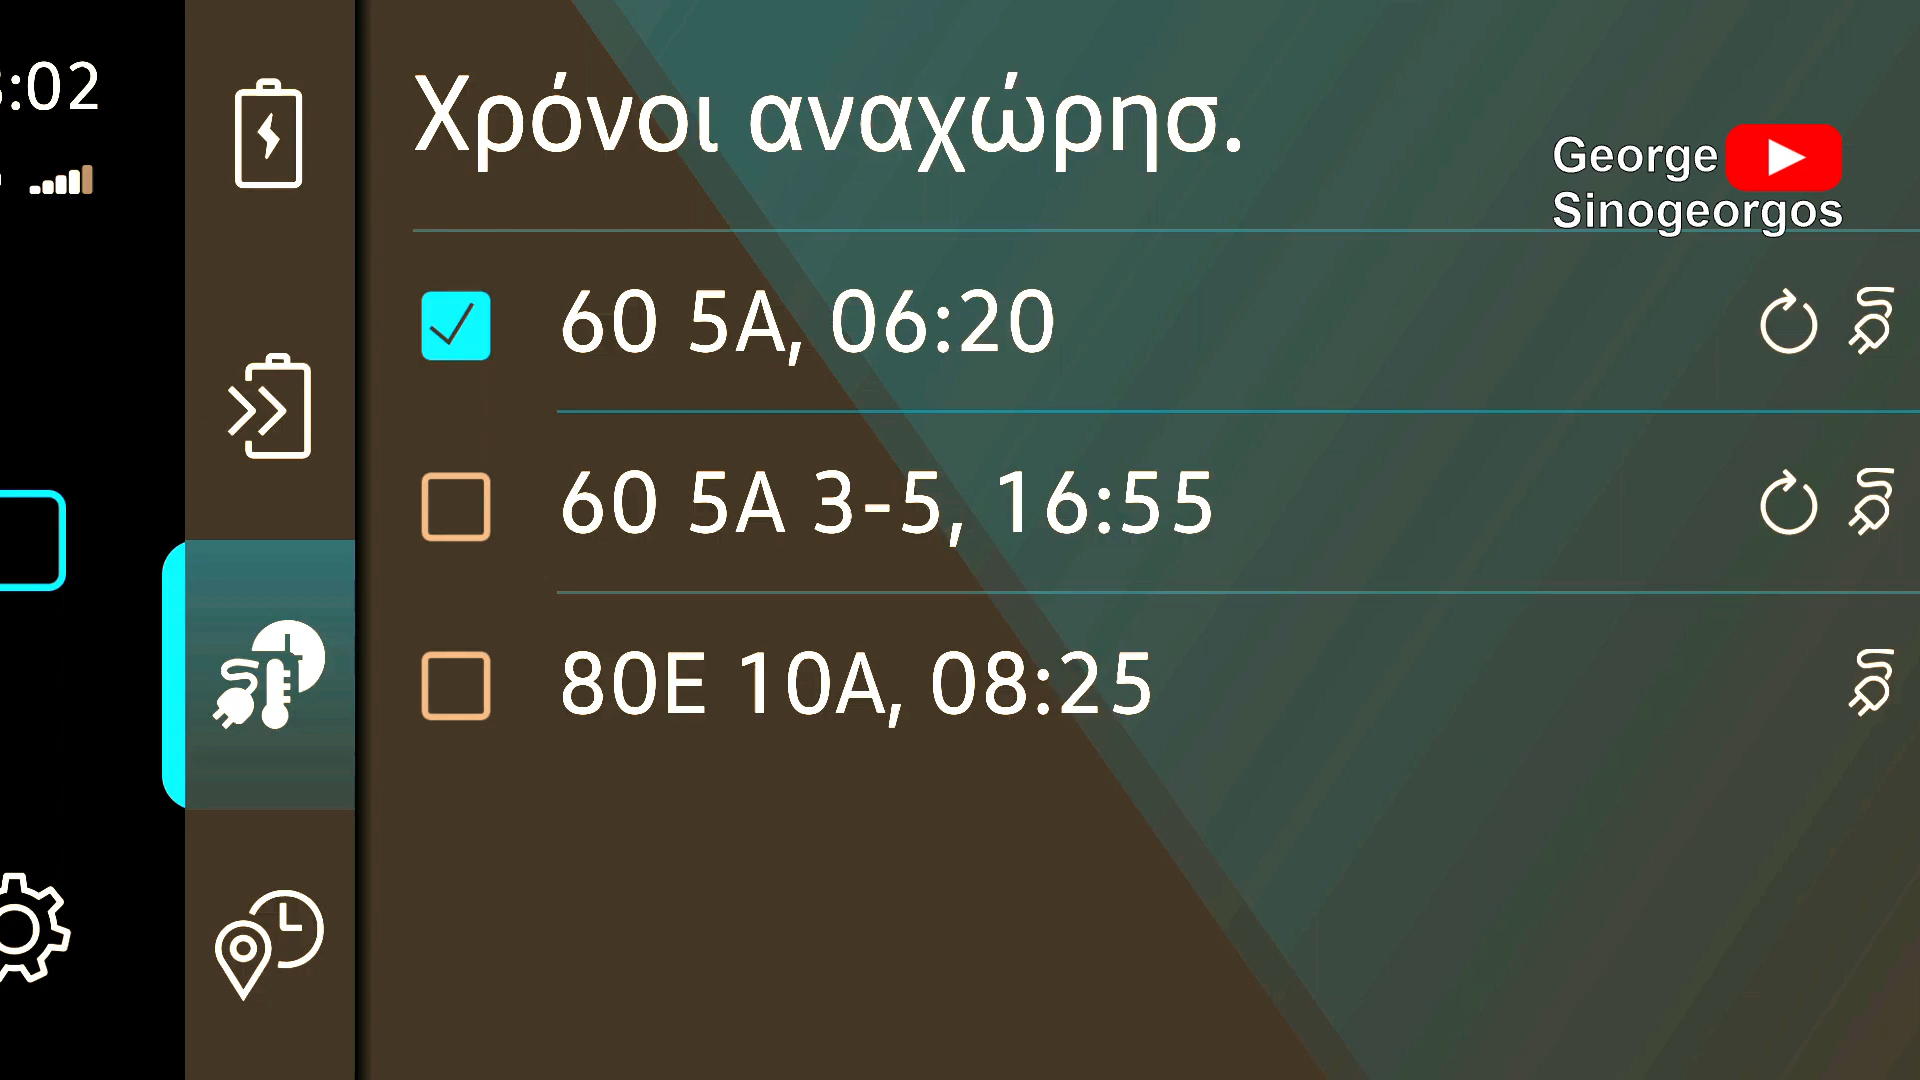 :02
Χρόνοι αναχώρησ.
George
Sinogeorgos
60 5A, 06:20
60 5A 3-5, 16:55
80E 10A, 08:25